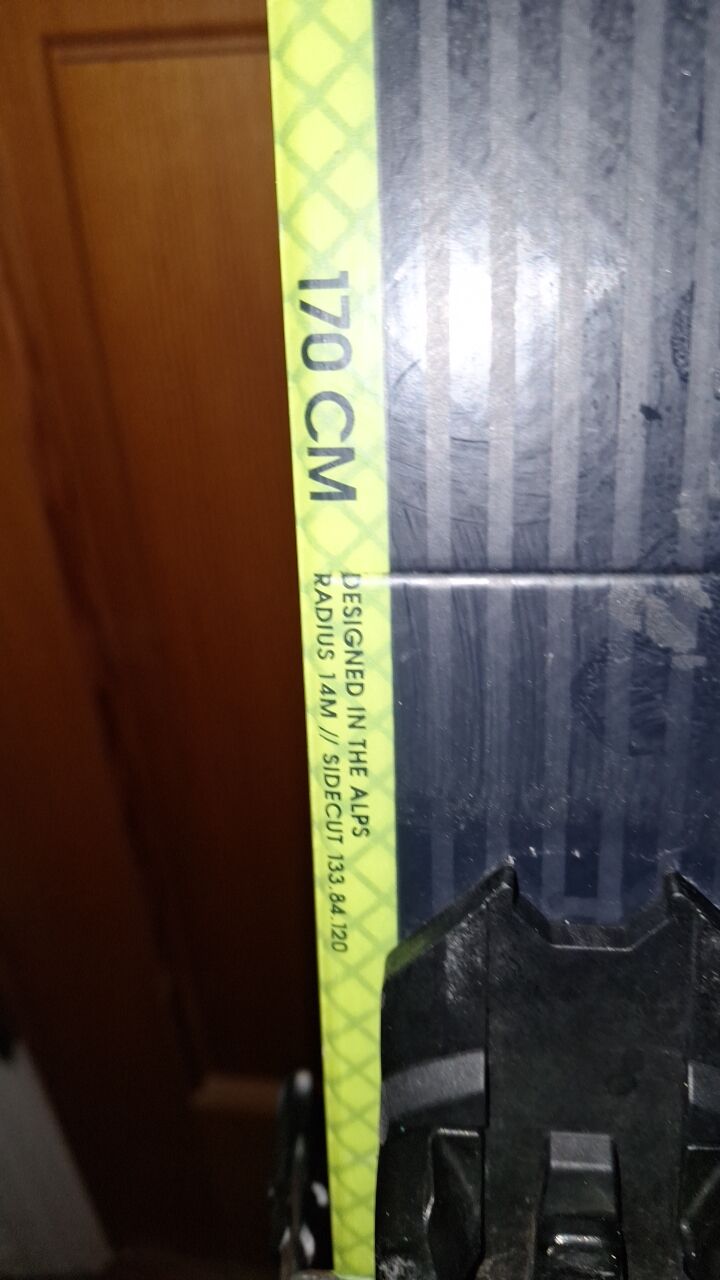 170 CM
DESIGNED IN THE ALPS
RADIUS 14M // SIDECUT 133.84.120